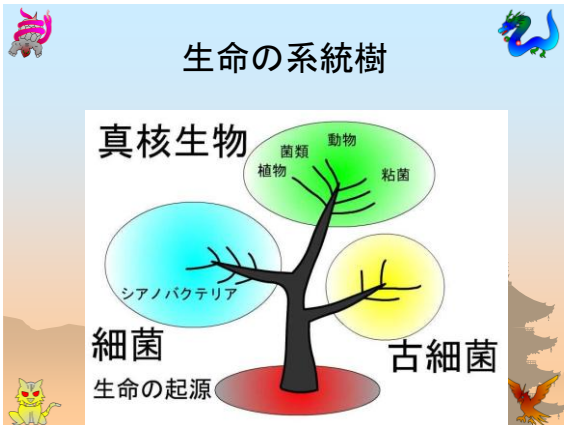 生命の系統樹
真核生物
動物
菌類
植物
粘菌
シアノバクテリア
細菌
古細菌
生命の起源